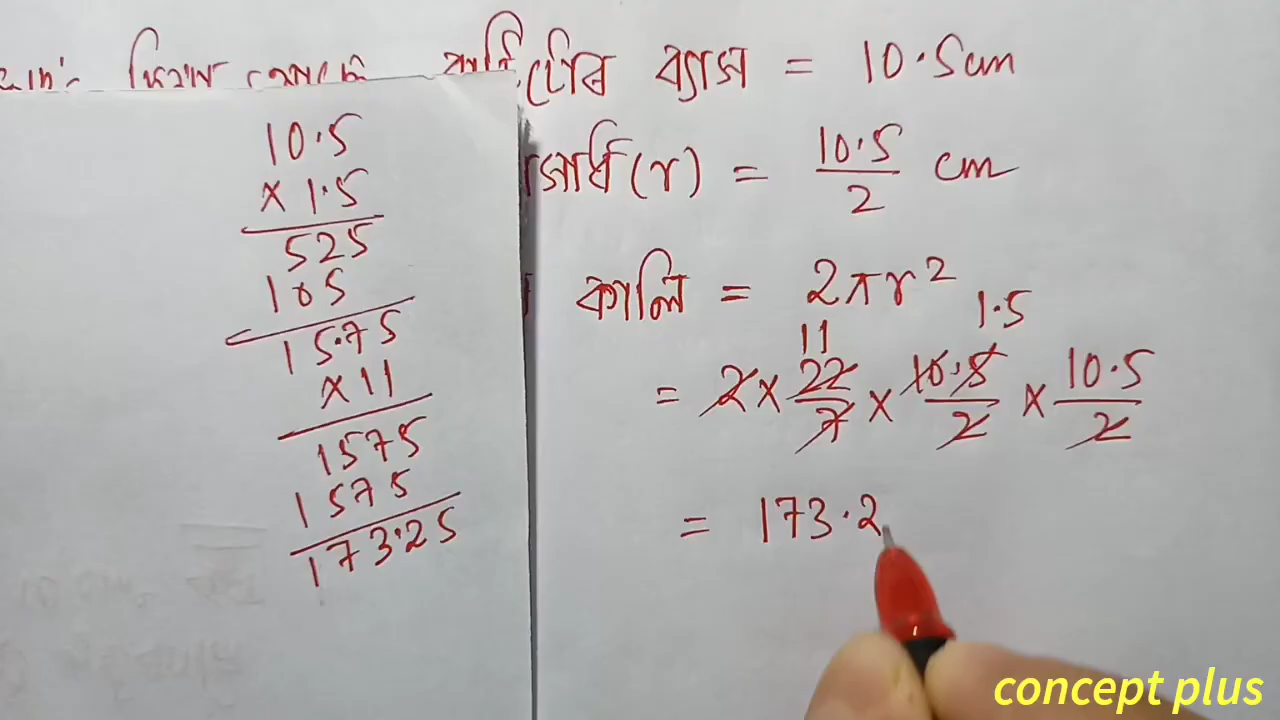 ব্যাস = 10.5cm
(r) = 10.5/2 cm
কালি = 2πr²
11 1.5
= 2 × 22/7 × 10.5/2 × 10.5/2
= 173.2
10.5
× 1.5
525
105
15.75
× 11
1575
1575
173.25
concept plus